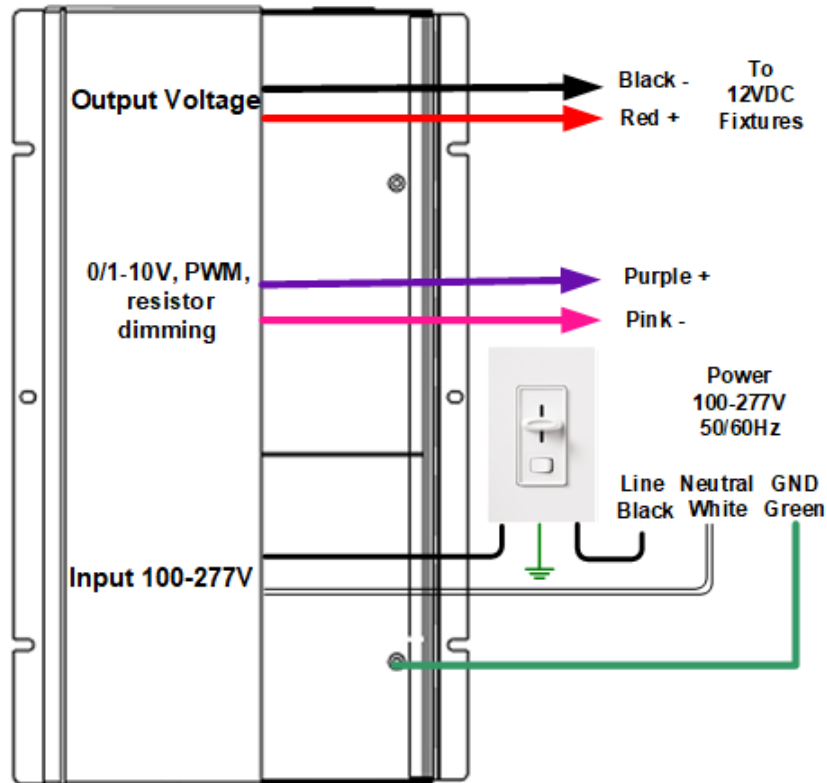 Output Voltage
Black -
Red +
To
12VDC
Fixtures
0/1-10V, PWM,
resistor
dimming
Purple +
Pink -
Power
100-277V
50/60Hz
Line Neutral GND
Black White Green
Input 100-277V